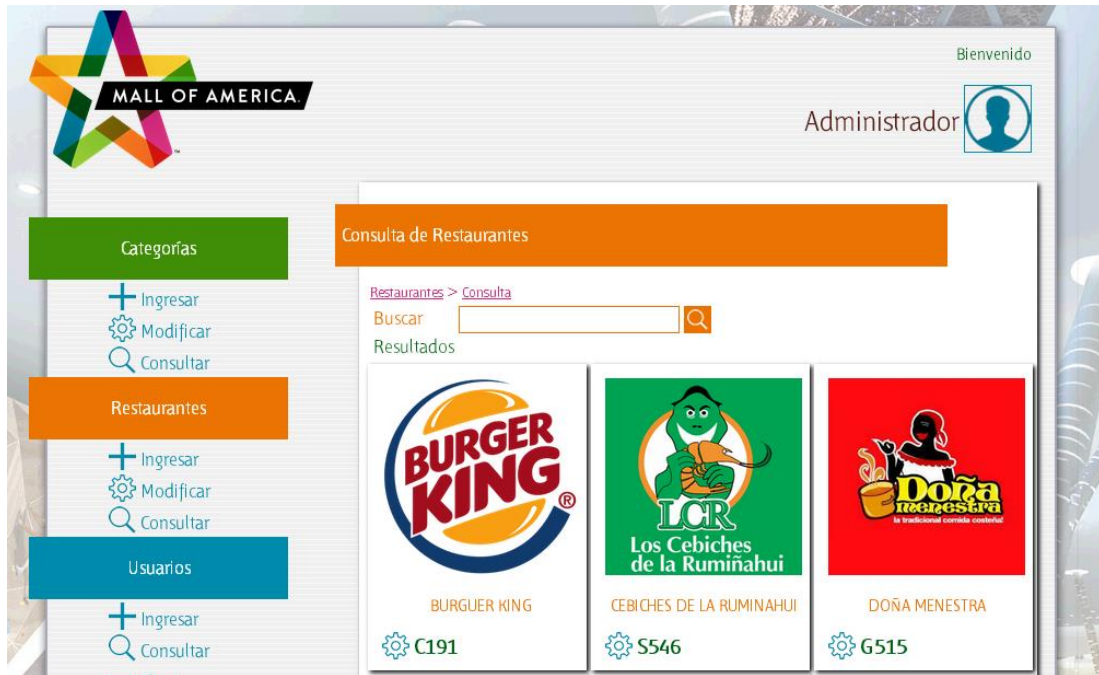 MALL OF AMERICA.
Bienvenido
Administrador
Categorías
Ingresar
Modificar
Consultar
Restaurantes
Ingresar
Modificar
Consultar
Usuarios
Ingresar
Consultar
Consulta de Restaurantes
Restaurantes > Consulta
Buscar
Resultados
BURGER
KING
®
BURGUER KING
C191
LCR
Los Cebiches
de la Rumiñahui
CEBICHES DE LA RUMINAHUI
S546
Doña
menestra
la tradicional comida costeña!
DOÑA MENESTRA
G515